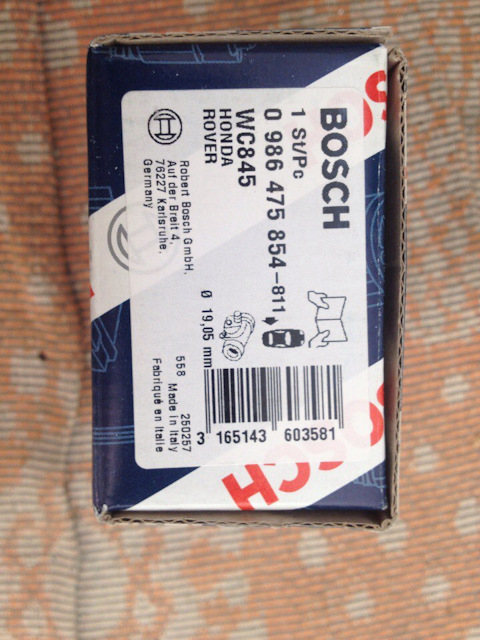 BOSCH
1 St/Pc
0 986 475 854-811
WC845
HONDA
ROVER
Robert Bosch GmbH,
Auf der Breit 4,
76227 Karlsruhe,
Germany
Ø 19,05 mm
558 250257
Made in Italy
Fabriqué en Italie
3 165143 603581